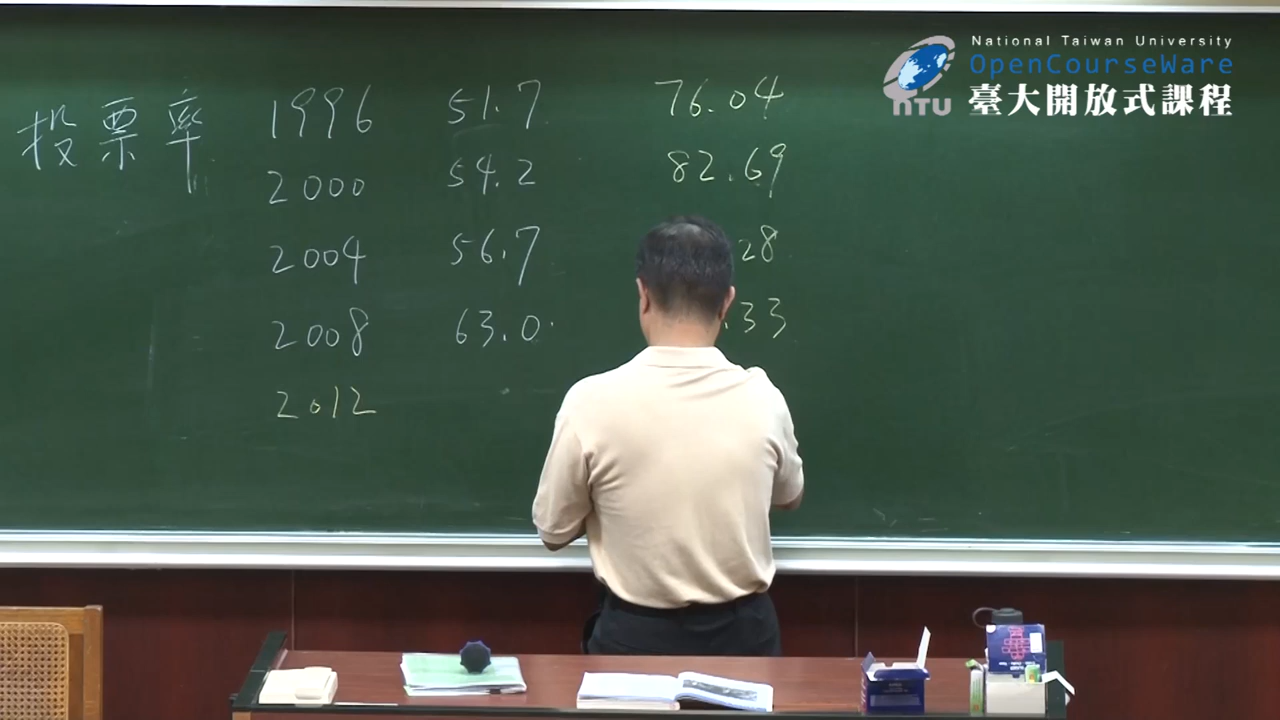 National Taiwan University
OpenCourseWare
臺大開放式課程
NTU
投票率 1996 51.7 76.04
2000 54.2 82.69
2004 56.7 28
2008 63.0 .33
2012